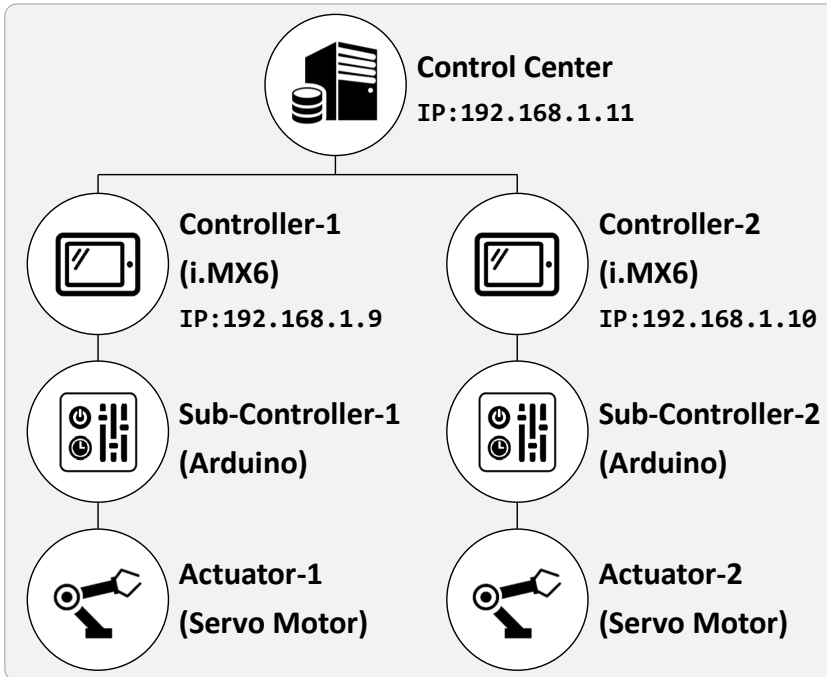 Control Center
IP:192.168.1.11
Controller-1
(i.MX6)
IP:192.168.1.9
Controller-2
(i.MX6)
IP:192.168.1.10
Sub-Controller-1
(Arduino)
Sub-Controller-2
(Arduino)
Actuator-1
(Servo Motor)
Actuator-2
(Servo Motor)